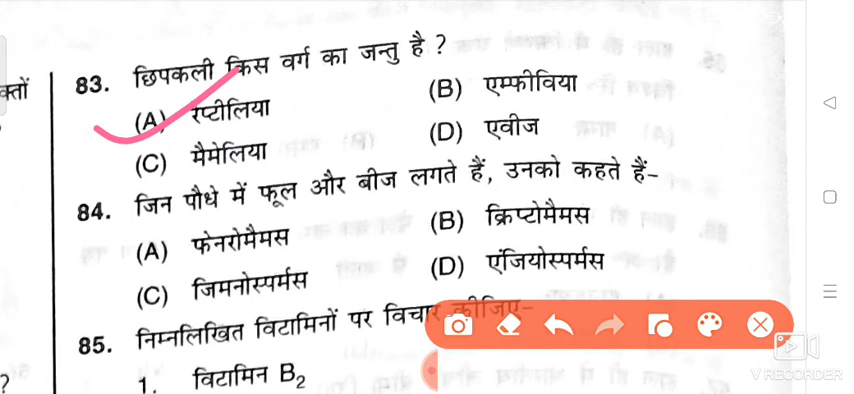 क्तों
83. छिपकली किस वर्ग का जन्तु है ?
(A) रेप्टीलिया (B) एम्फीविया
(C) मैमेलिया (D) एवीज
84. जिन पौधे में फूल और बीज लगते हैं, उनको कहते हैं-
(A) फेनरोमैमस (B) क्रिप्टोमैमस
(C) जिमनोस्पर्मस (D) एंजियोस्पर्मस
85. निम्नलिखित विटामिनों पर विचार कीजिए-
?
1. विटामिन B₂
V RECORDER